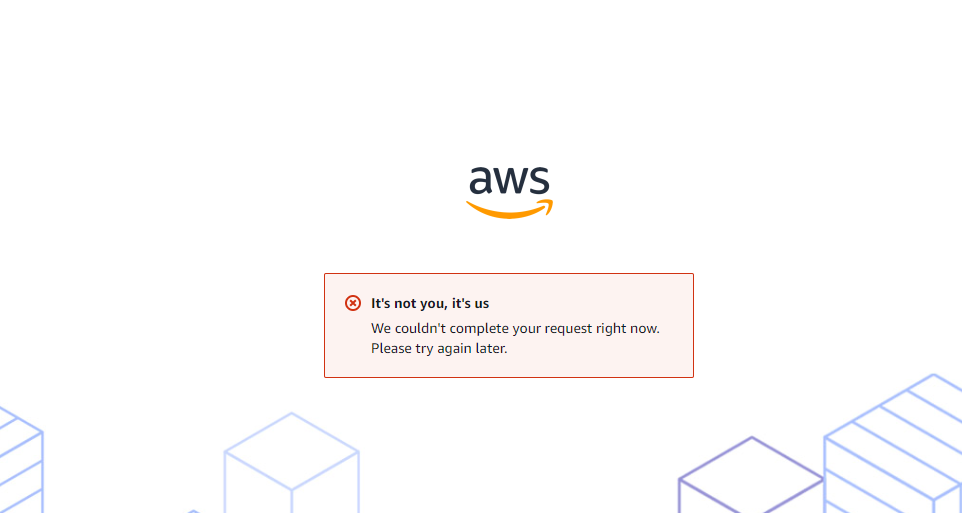 aws
It's not you, it's us
We couldn't complete your request right now.
Please try again later.